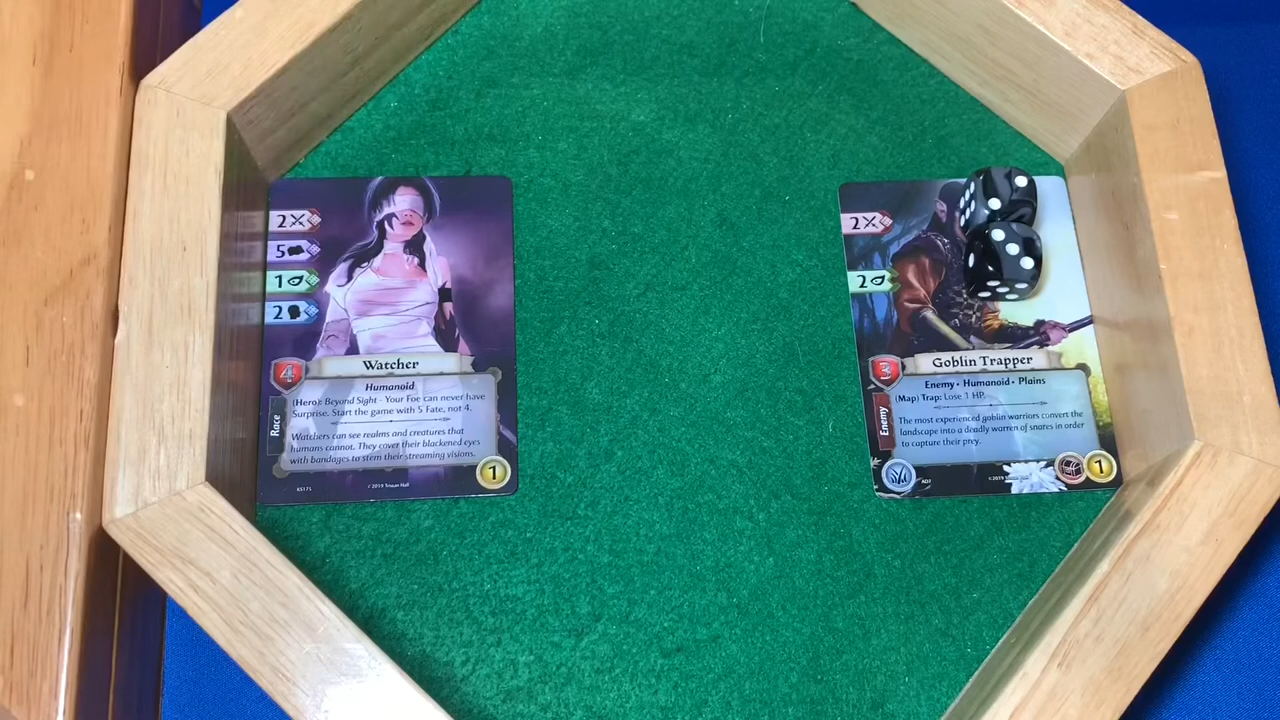 2
5
1
2
4
Watcher
Humanoid
Race
(Hero): Beyond Sight - Your Foe can never have
Surprise. Start the game with 5 Fate, not 4.
Watchers can see realms and creatures that
humans cannot. They cover their blackened eyes
with bandages to stem their streaming visions.
1
KS175
©2019 Tristan Hall
2
2
3
Goblin Trapper
Enemy • Humanoid • Plains
Enemy
(Map) Trap: Lose 1 HP.
The most experienced goblin warriors convert the
landscape into a deadly warren of snares in order
to capture their prey.
1
©2019 Tristan